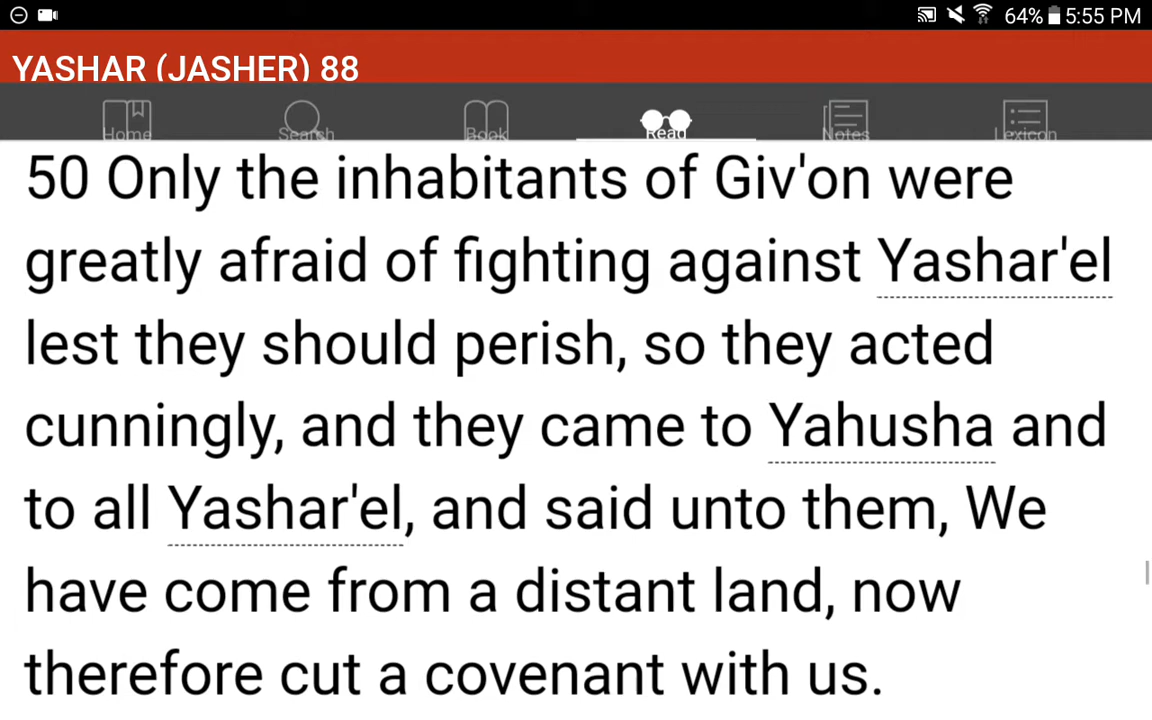 64% 5:55 PM
YASHAR (JASHER) 88
Home Search Book Read Notes Lexicon
50 Only the inhabitants of Giv'on were
greatly afraid of fighting against Yashar'el
lest they should perish, so they acted
cunningly, and they came to Yahusha and
to all Yashar'el, and said unto them, We
have come from a distant land, now
therefore cut a covenant with us.